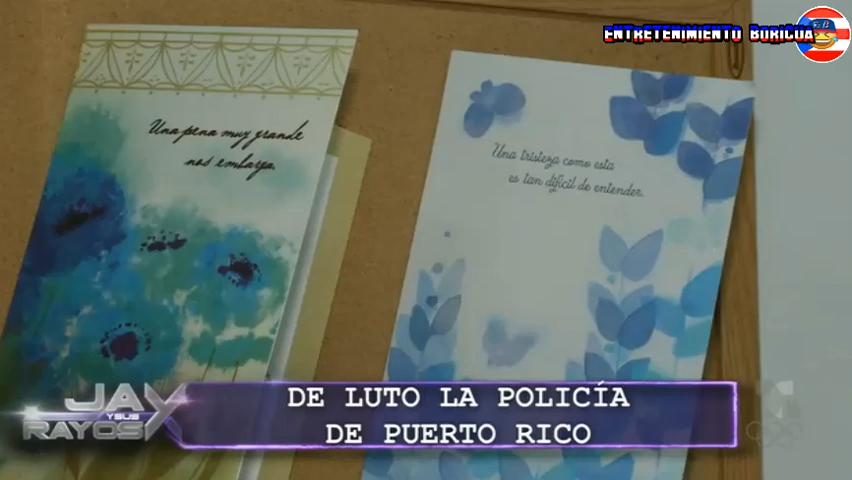 ENTRETENIMIENTO BORICUA
Una pena muy grande
nos embarga.
Una tristeza como esta
es tan difícil de entender.
JAY
Y SUS
RAYOS X
DE LUTO LA POLICÍA
DE PUERTO RICO